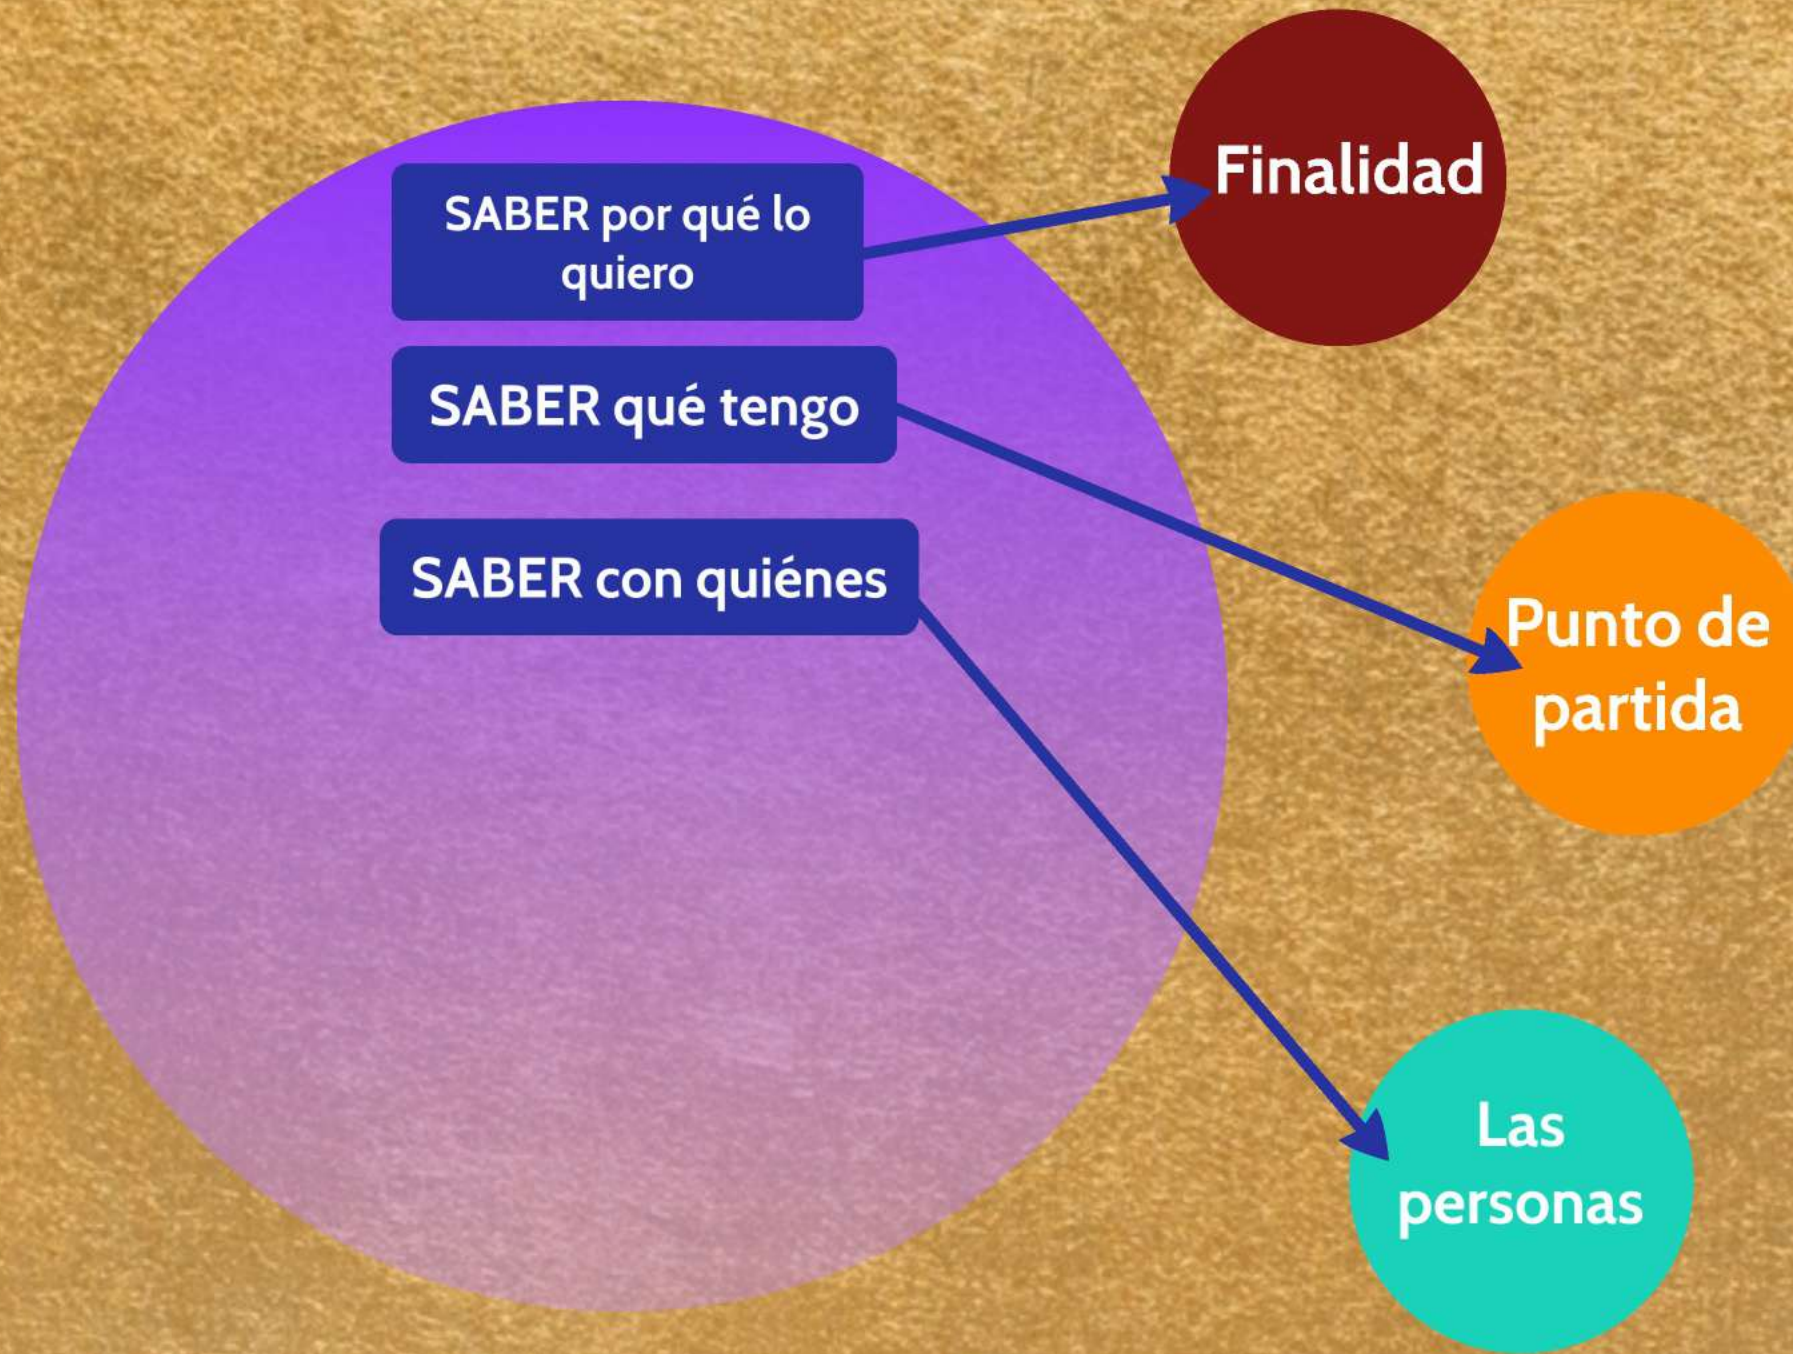 SABER por qué lo
quiero
Finalidad
SABER qué tengo
Punto de
partida
SABER con quiénes
Las
personas